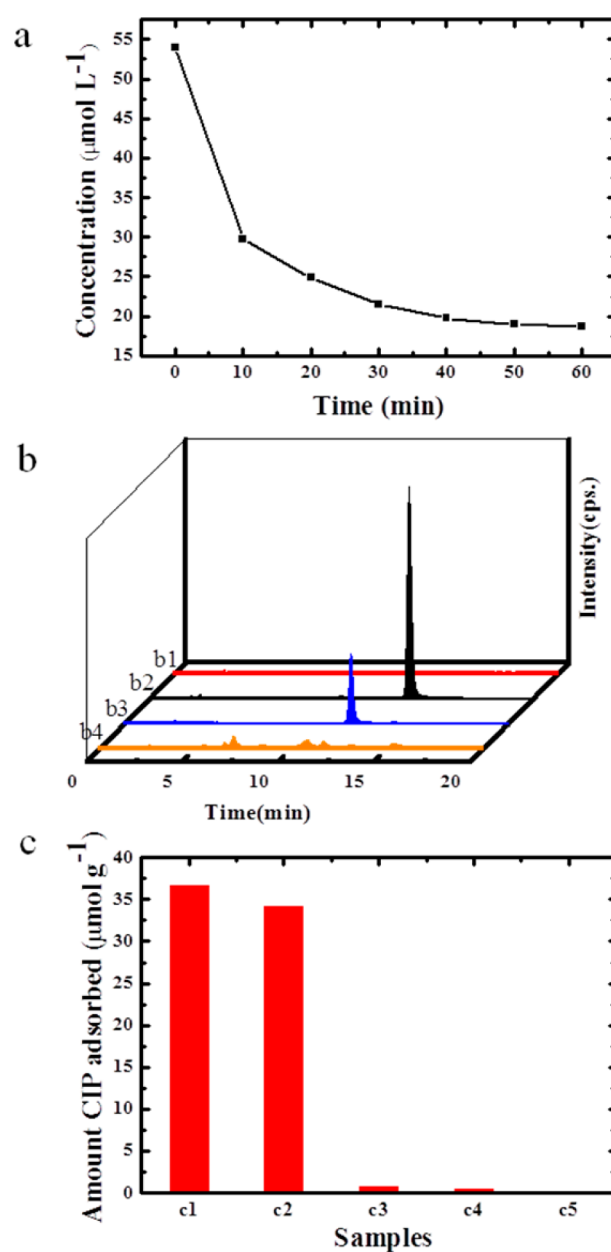 a
55
50
45
40
35
30
25
20
15
Concentration (μmol L⁻¹)
0 10 20 30 40 50 60
Time (min)
b
Intensity(cps.)
b1
b2
b3
b4
0 5 10 15 20
Time(min)
c
40
35
30
25
20
15
10
5
0
Amount CIP adsorbed (μmol g⁻¹)
c1 c2 c3 c4 c5
Samples